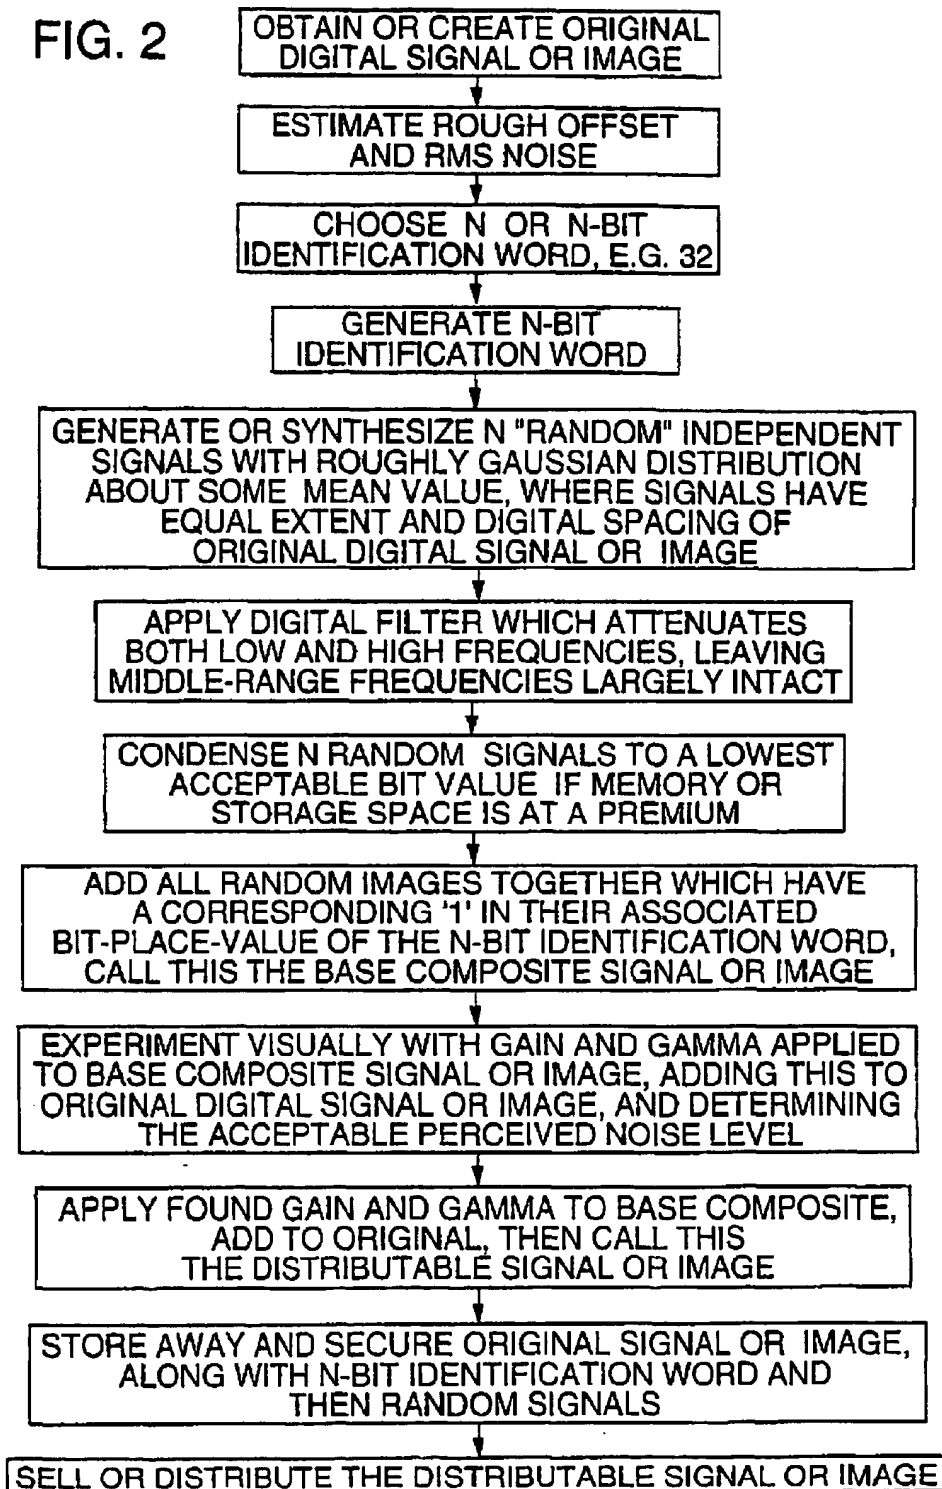 FIG. 2
OBTAIN OR CREATE ORIGINAL
DIGITAL SIGNAL OR IMAGE
ESTIMATE ROUGH OFFSET
AND RMS NOISE
CHOOSE N OR N-BIT
IDENTIFICATION WORD, E.G. 32
GENERATE N-BIT
IDENTIFICATION WORD
GENERATE OR SYNTHESIZE N "RANDOM" INDEPENDENT
SIGNALS WITH ROUGHLY GAUSSIAN DISTRIBUTION
ABOUT SOME MEAN VALUE, WHERE SIGNALS HAVE
EQUAL EXTENT AND DIGITAL SPACING OF
ORIGINAL DIGITAL SIGNAL OR IMAGE
APPLY DIGITAL FILTER WHICH ATTENUATES
BOTH LOW AND HIGH FREQUENCIES, LEAVING
MIDDLE-RANGE FREQUENCIES LARGELY INTACT
CONDENSE N RANDOM SIGNALS TO A LOWEST
ACCEPTABLE BIT VALUE IF MEMORY OR
STORAGE SPACE IS AT A PREMIUM
ADD ALL RANDOM IMAGES TOGETHER WHICH HAVE
A CORRESPONDING '1' IN THEIR ASSOCIATED
BIT-PLACE-VALUE OF THE N-BIT IDENTIFICATION WORD,
CALL THIS THE BASE COMPOSITE SIGNAL OR IMAGE
EXPERIMENT VISUALLY WITH GAIN AND GAMMA APPLIED
TO BASE COMPOSITE SIGNAL OR IMAGE, ADDING THIS TO
ORIGINAL DIGITAL SIGNAL OR IMAGE, AND DETERMINING
THE ACCEPTABLE PERCEIVED NOISE LEVEL
APPLY FOUND GAIN AND GAMMA TO BASE COMPOSITE,
ADD TO ORIGINAL, THEN CALL THIS
THE DISTRIBUTABLE SIGNAL OR IMAGE
STORE AWAY AND SECURE ORIGINAL SIGNAL OR IMAGE,
ALONG WITH N-BIT IDENTIFICATION WORD AND
THEN RANDOM SIGNALS
SELL OR DISTRIBUTE THE DISTRIBUTABLE SIGNAL OR IMAGE